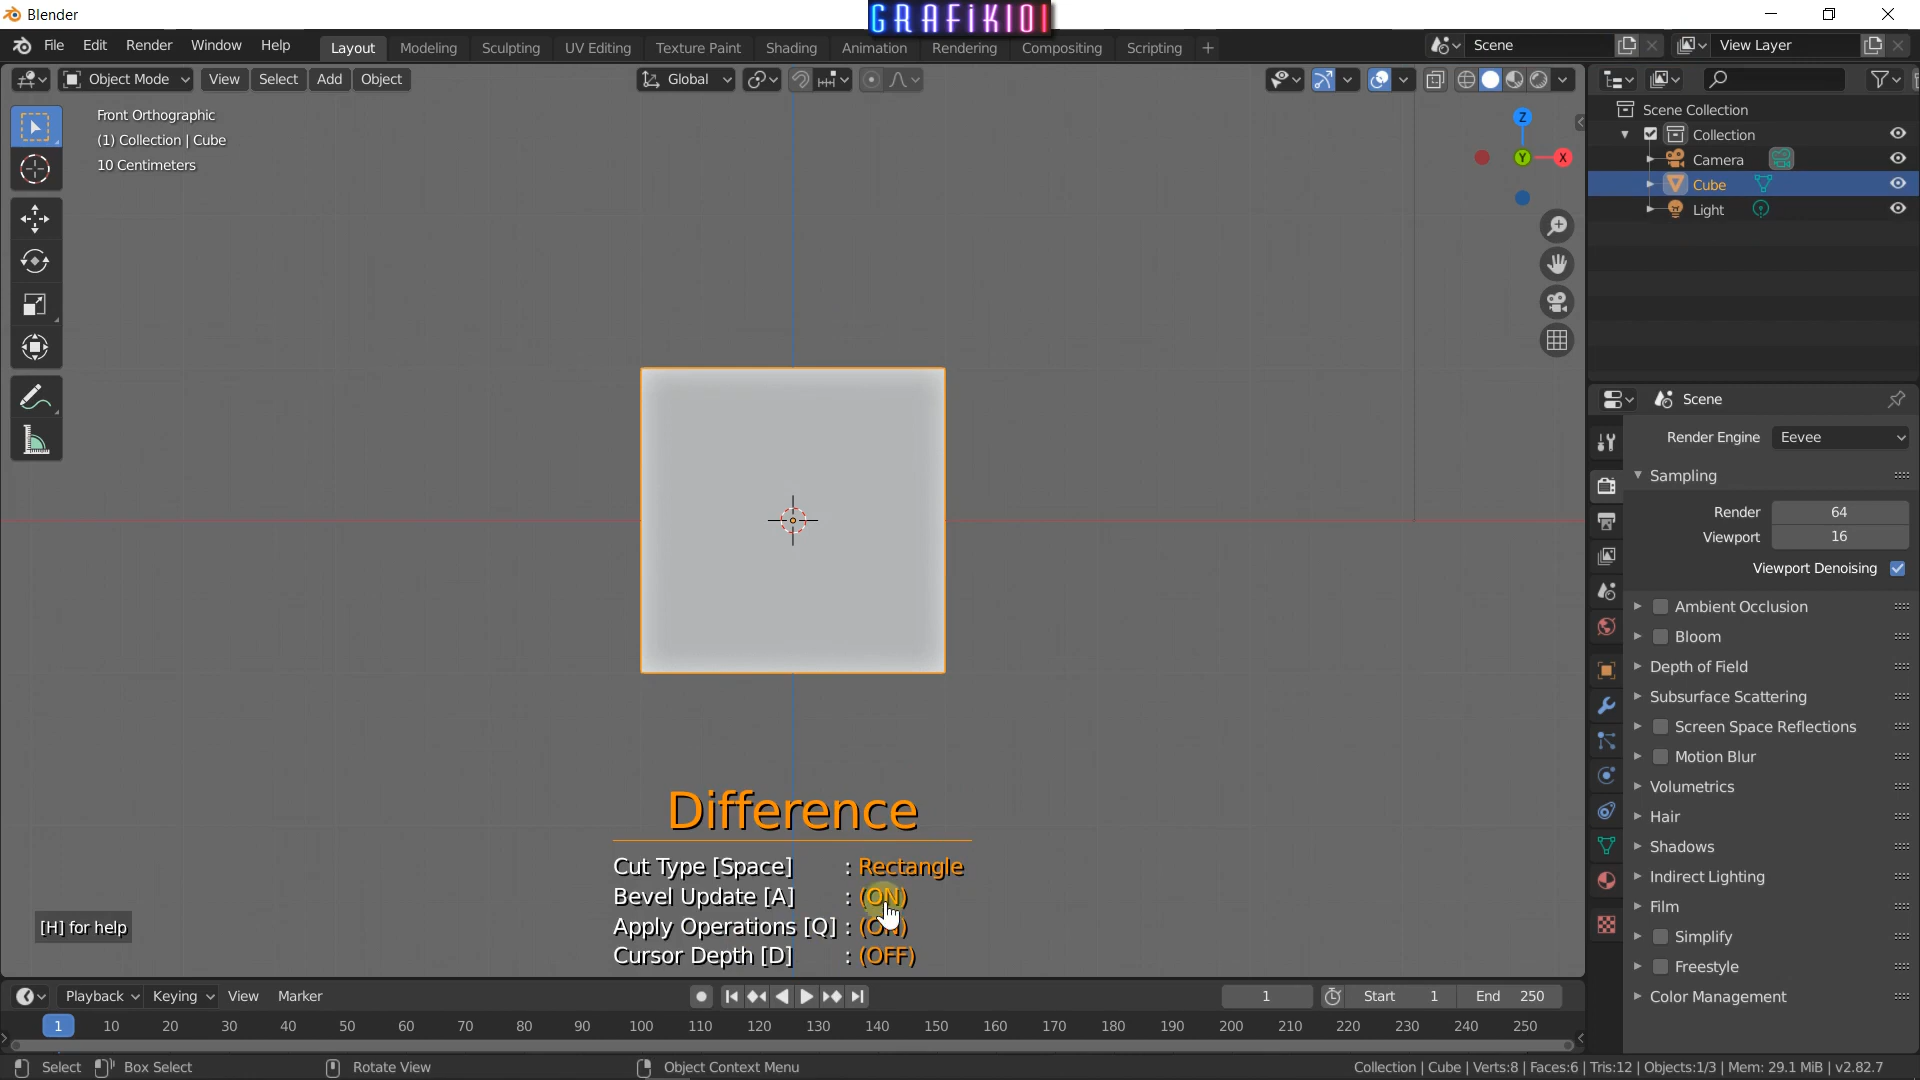 Blender
GRAFIK101
File Edit Render Window Help
Layout Modeling Sculpting UV Editing Texture Paint Shading Animation Rendering Compositing Scripting +
Scene
View Layer
Object Mode View Select Add Object
Global
Front Orthographic
(1) Collection | Cube
10 Centimeters
Z
Y
X
Scene Collection
Collection
Camera
Cube
Light
Scene
Render Engine Eevee
Sampling
Render 64
Viewport 16
Viewport Denoising
Ambient Occlusion
Bloom
Depth of Field
Subsurface Scattering
Screen Space Reflections
Motion Blur
Volumetrics
Hair
Shadows
Indirect Lighting
Film
Simplify
Freestyle
Color Management
Difference
Cut Type [Space] : Rectangle
Bevel Update [A] : (ON)
Apply Operations [Q] : (ON)
Cursor Depth [D] : (OFF)
[H] for help
Playback Keying View Marker
1 Start 1 End 250
1 10 20 30 40 50 60 70 80 90 100 110 120 130 140 150 160 170 180 190 200 210 220 230 240 250
Select Box Select Rotate View Object Context Menu
Collection | Cube | Verts:8 | Faces:6 | Tris:12 | Objects:1/3 | Mem: 29.1 MiB | v2.82.7